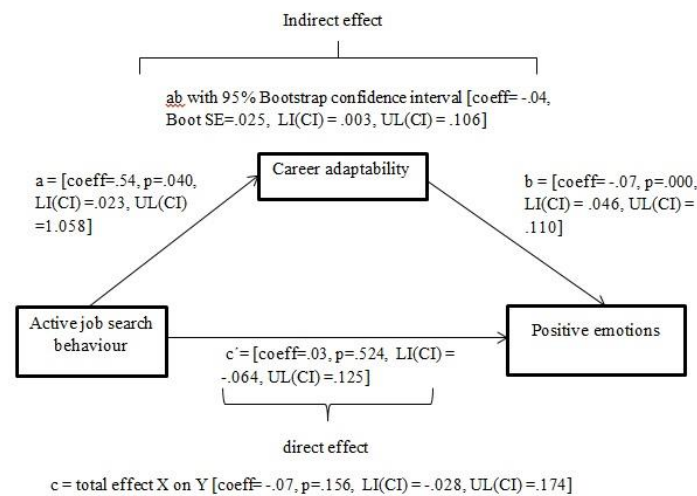 Indirect effect
ab with 95% Bootstrap confidence interval [coeff= -.04,
Boot SE=.025, LI(CI) = .003, UL(CI) = .106]
Career adaptability
a = [coeff=.54, p=.040,
LI(CI) =.023, UL(CI)
=1.058]
b = [coeff= -.07, p=.000,
LI(CI) = .046, UL(CI) =
.110]
Active job search
behaviour
Positive emotions
c´= [coeff=.03, p=.524, LI(CI) =
-.064, UL(CI) =.125]
direct effect
c = total effect X on Y [coeff= -.07, p=.156, LI(CI) = -.028, UL(CI) = .174]